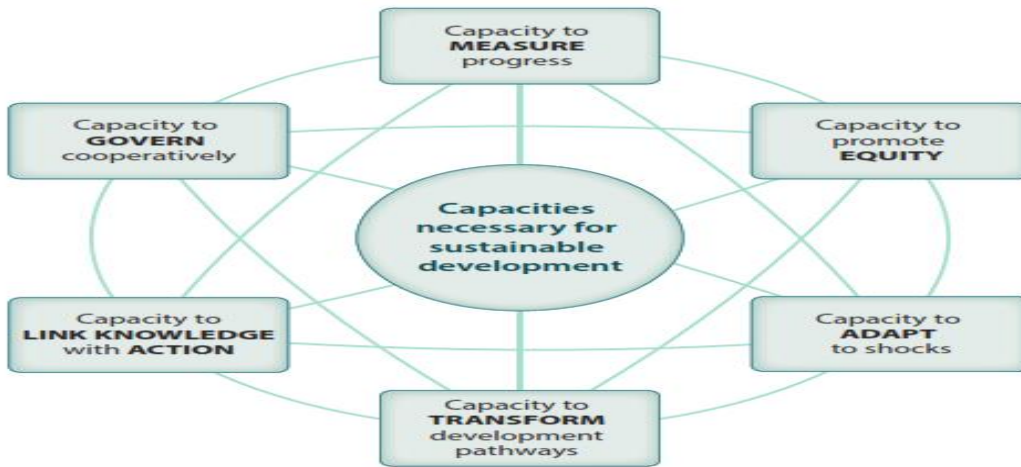 Capacity to
MEASURE
progress
Capacity to
GOVERN
cooperatively
Capacity to
promote
EQUITY
Capacities
necessary for
sustainable
development
Capacity to
LINK KNOWLEDGE
with ACTION
Capacity to
ADAPT
to shocks
Capacity to
TRANSFORM
development
pathways